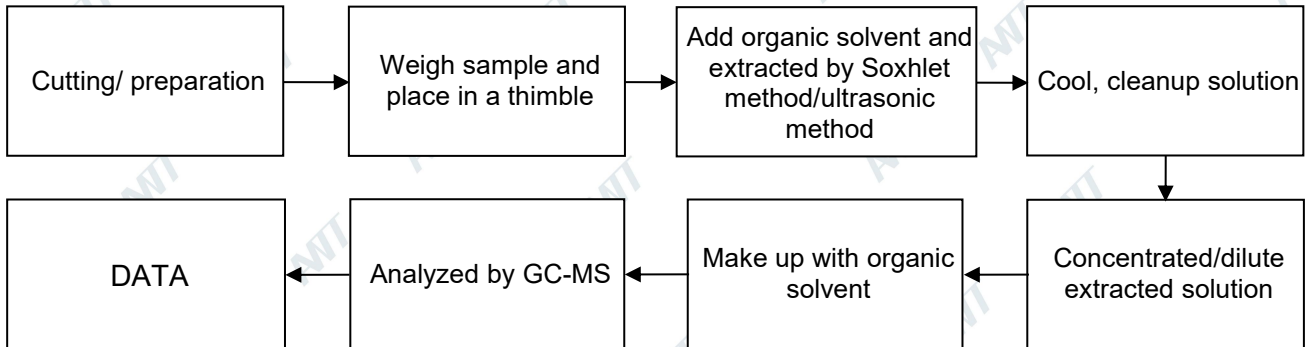 Cutting/ preparation
Weigh sample and
place in a thimble
Add organic solvent and
extracted by Soxhlet
method/ultrasonic
method
Cool, cleanup solution
Concentrated/dilute
extracted solution
Make up with organic
solvent
Analyzed by GC-MS
DATA